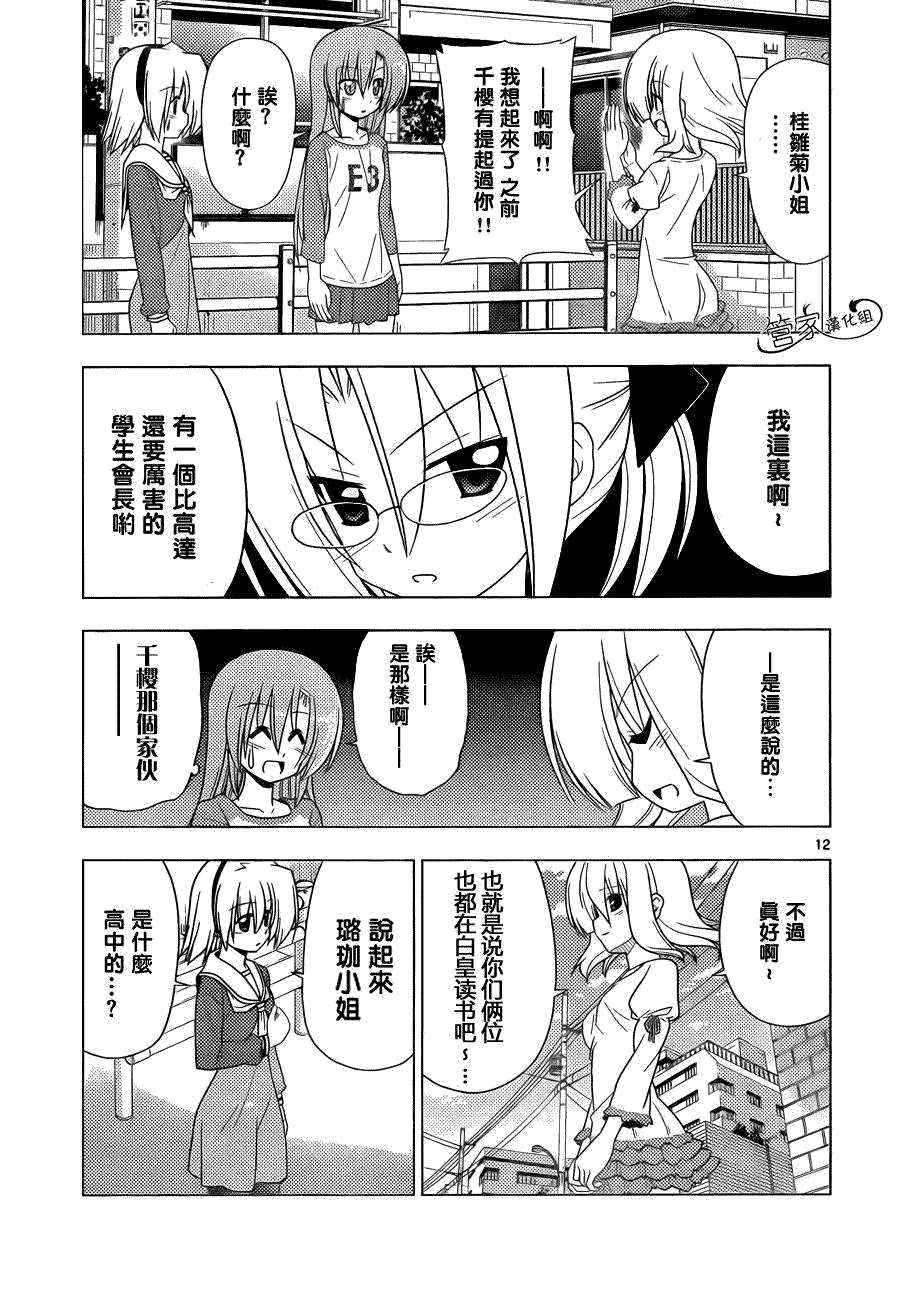 桂雛菊小姐
……
——啊啊!!
我想起來了 之前
千櫻有提起過你!!
誒?
什麼啊?
E3
管家漢化組
我這裏啊~
有一個比高達
還要厲害的
學生會長喲
—是這麼說的…
誒——
是那樣啊——
——千櫻那個家伙——
12
不過
真好啊~
也就是说你们俩位
也都在白皇读书吧~…
說起來
璐珈小姐
是什麼
高中的…?